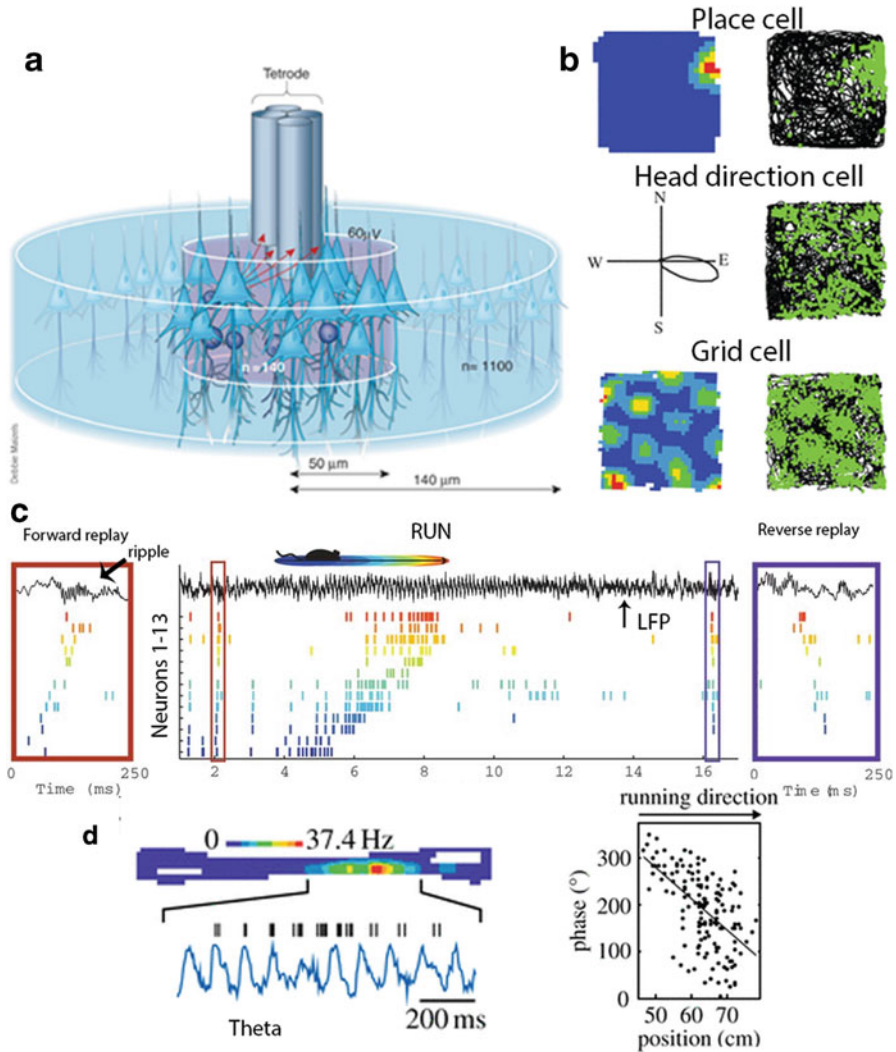 a
Tetrode
60μV
n = 140
n= 1100
Debbie Maizels
50 μm
140 μm
b
Place cell
Head direction cell
N
W
E
S
Grid cell
c
Forward replay
ripple
RUN
Reverse replay
LFP
Neurons 1-13
0
250
Time (ms)
2
4
6
8
10
12
14
16
0
250
Time (ms)
d
0
37.4 Hz
Theta
200 ms
running direction
phase (°)
300
200
100
0
50
60
70
position (cm)